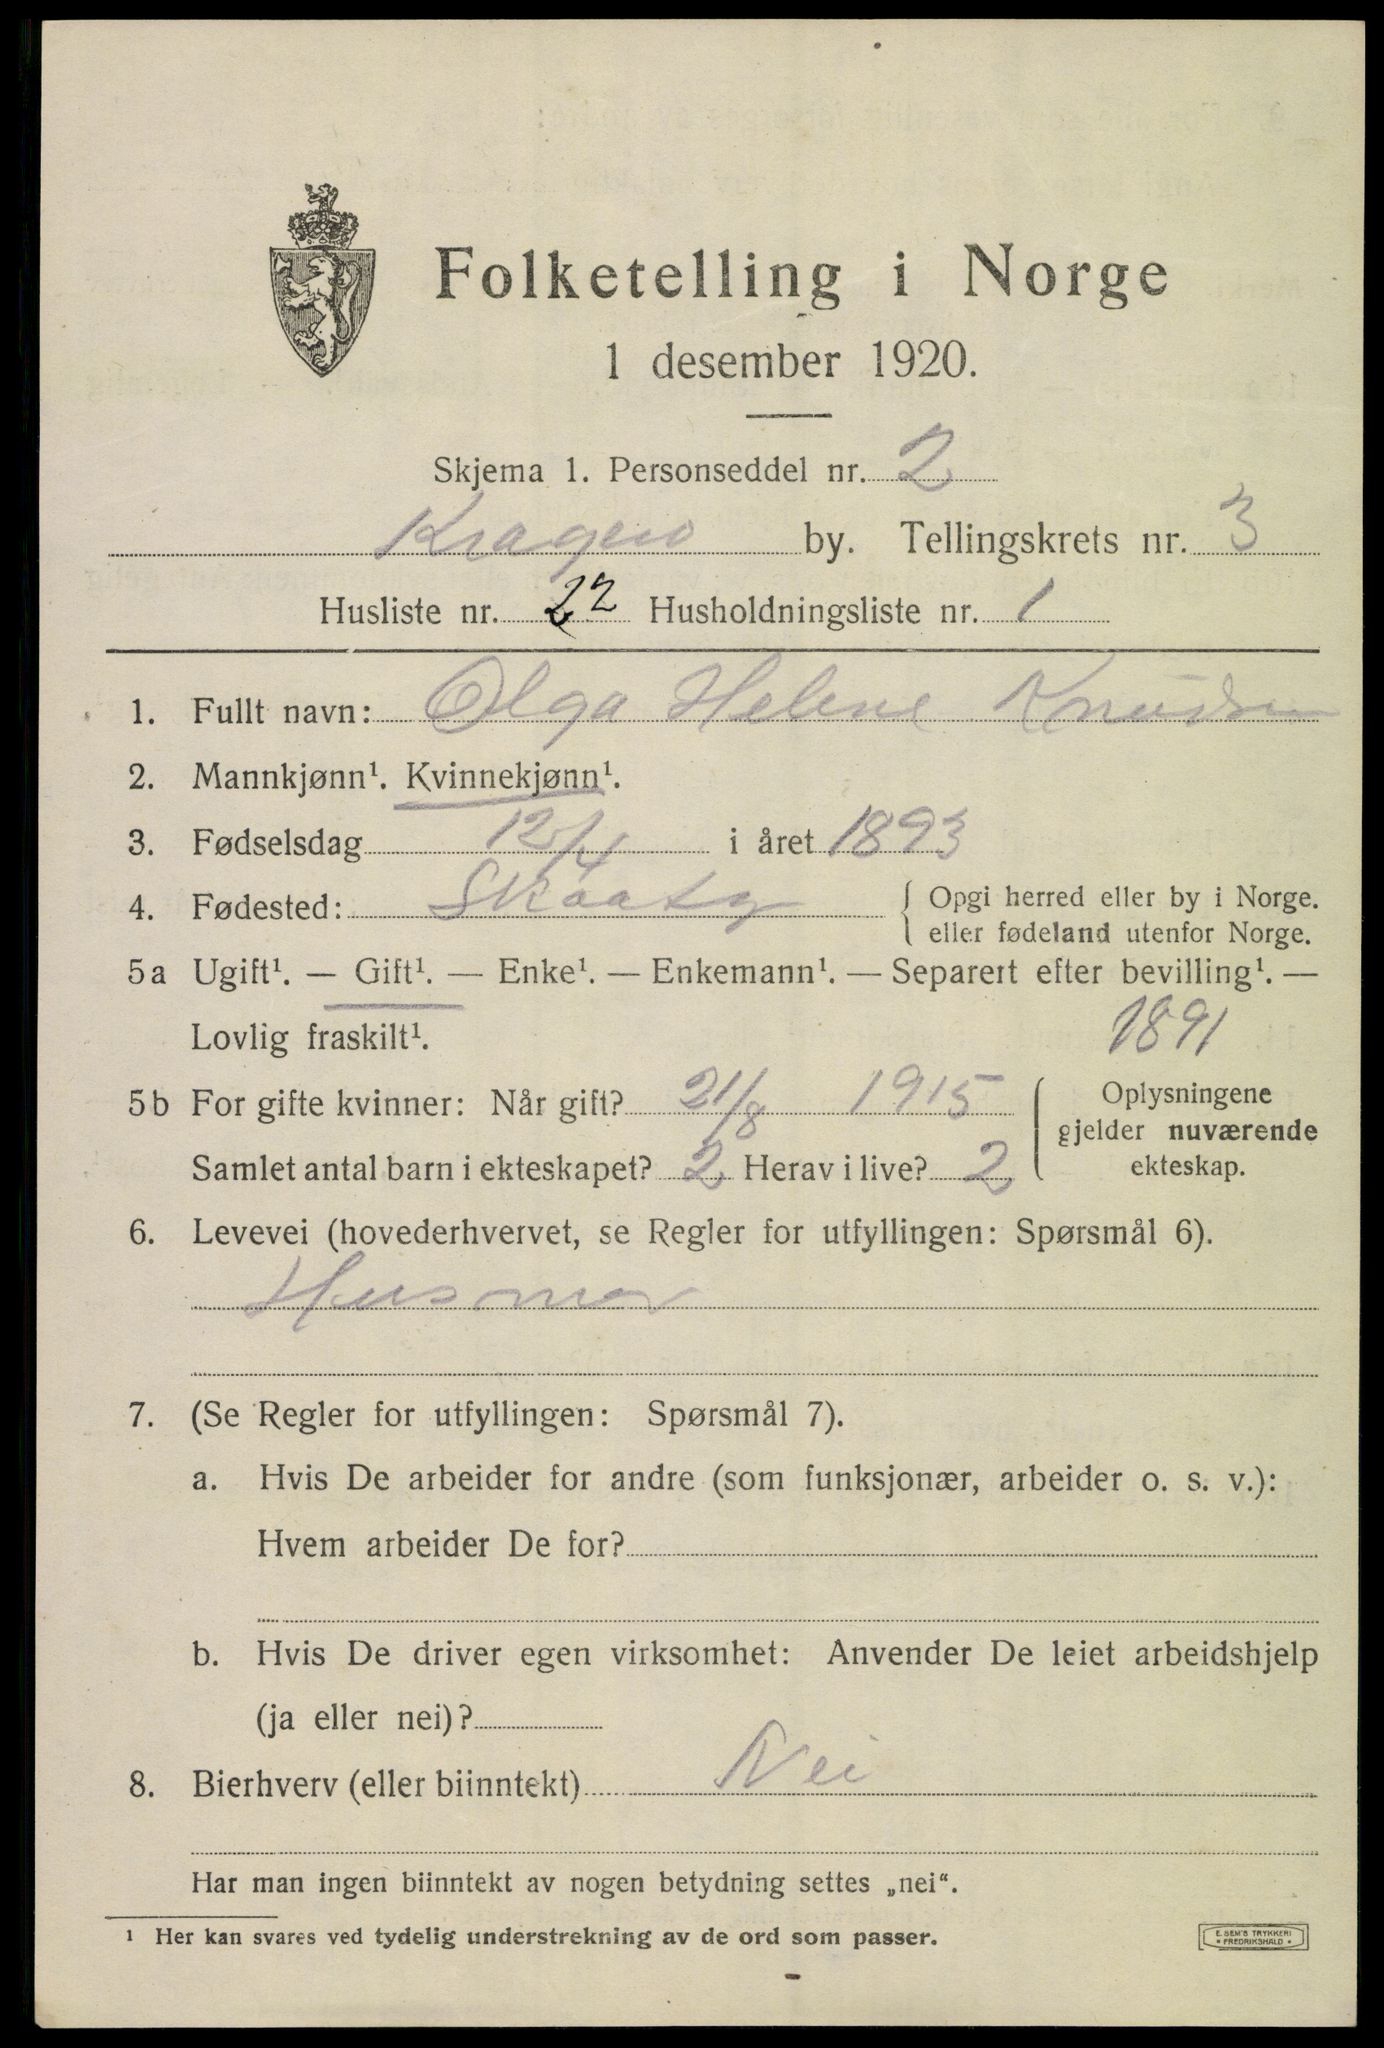 Folketelling i Norge
1 desember 1920.
Skjema 1. Personseddel nr. 2
Kragerø by. Tellingskrets nr. 3
Husliste nr. 22 Husholdningsliste nr. 1
1. Fullt navn: Olga Helene Knudsen
2. Mannkjønn¹. Kvinnekjønn¹.
3. Fødselsdag 12/4 i året 1893
4. Fødested: Skaatø { Opgi herred eller by i Norge.
eller fødeland utenfor Norge.
5a Ugift¹. — Gift¹. — Enke¹. — Enkemann¹. — Separert efter bevilling¹. —
Lovlig fraskilt¹. 1891
5b For gifte kvinner: Når gift? 21/8 1915
Samlet antal barn i ekteskapet? 2 Herav i live? 2
{ Oplysningene
gjelder nuværende
ekteskap.
6. Levevei (hovederhvervet, se Regler for utfyllingen: Spørsmål 6).
Husmor
7. (Se Regler for utfyllingen: Spørsmål 7).
a. Hvis De arbeider for andre (som funksjonær, arbeider o. s. v.):
Hvem arbeider De for?
b. Hvis De driver egen virksomhet: Anvender De leiet arbeidshjelp
(ja eller nei)?
8. Bierhverv (eller biinntekt) Nei
Har man ingen biinntekt av nogen betydning settes „nei“.
¹ Her kan svares ved tydelig understrekning av de ord som passer.
E. SEM'S TRYKKERI
• FREDRIKSHALD •